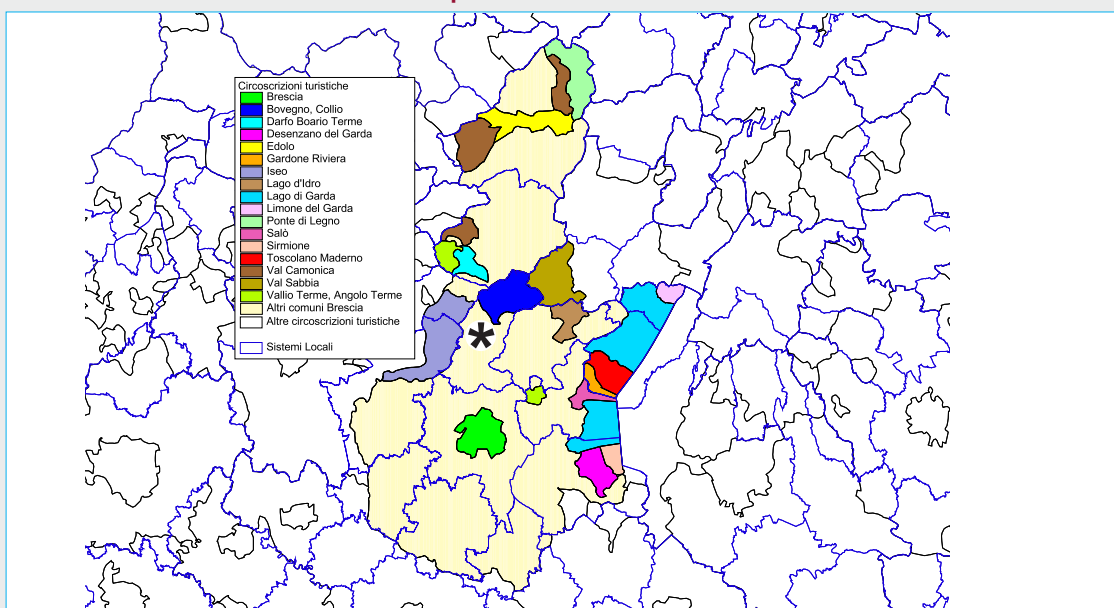 Circoscrizioni turistiche
Brescia
Bovegno, Collio
Darfo Boario Terme
Desenzano del Garda
Edolo
Gardone Riviera
Iseo
Lago d'Idro
Lago di Garda
Limone del Garda
Ponte di Legno
Salò
Sirmione
Toscolano Maderno
Val Camonica
Val Sabbia
Vallio Terme, Angolo Terme
Altri comuni Brescia
Altre circoscrizioni turistiche
Sistemi Locali
*